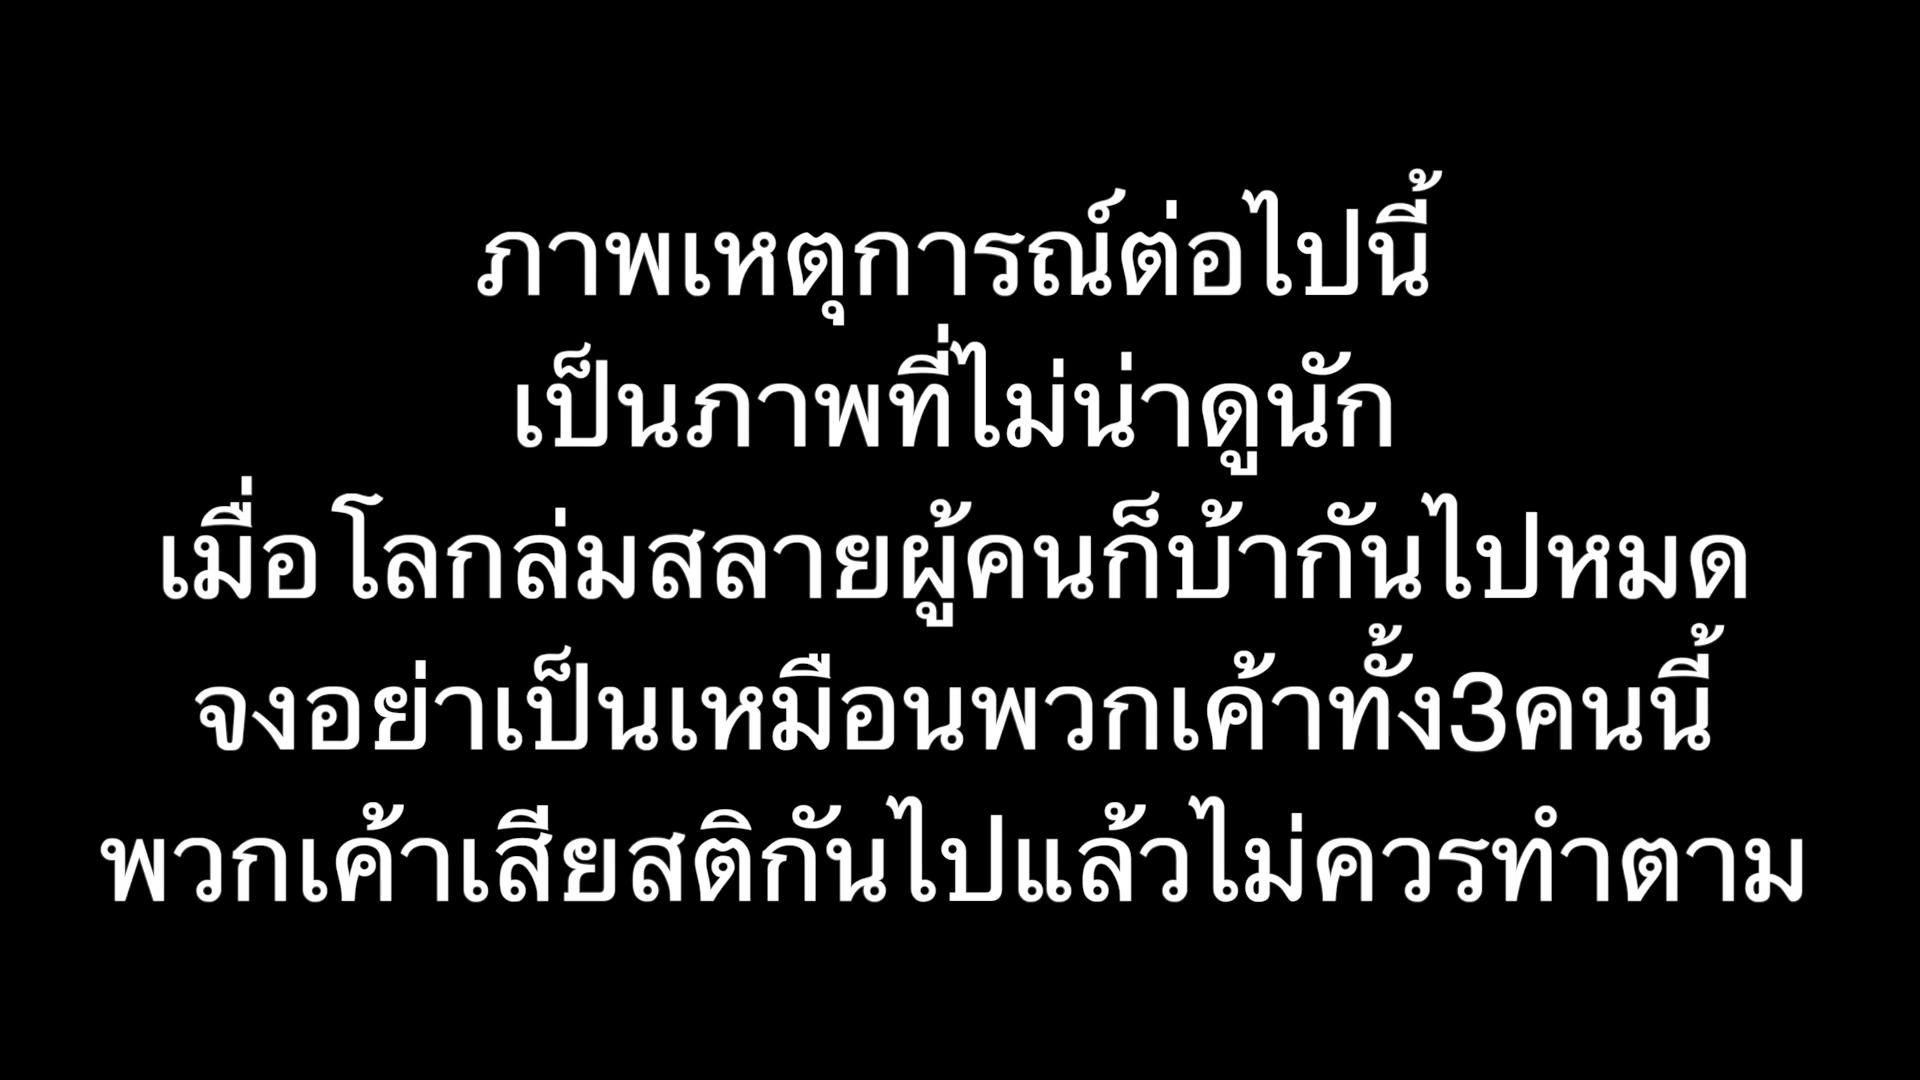 ภาพเหตุการณ์ต่อไปนี้
เป็นภาพที่ไม่น่าดูนัก
เมื่อโลกล่มสลายผู้คนก็บ้ากันไปหมด
จงอย่าเป็นเหมือนพวกเค้าทั้ง3คนนี้
พวกเค้าเสียสติกันไปแล้วไม่ควรทำตาม